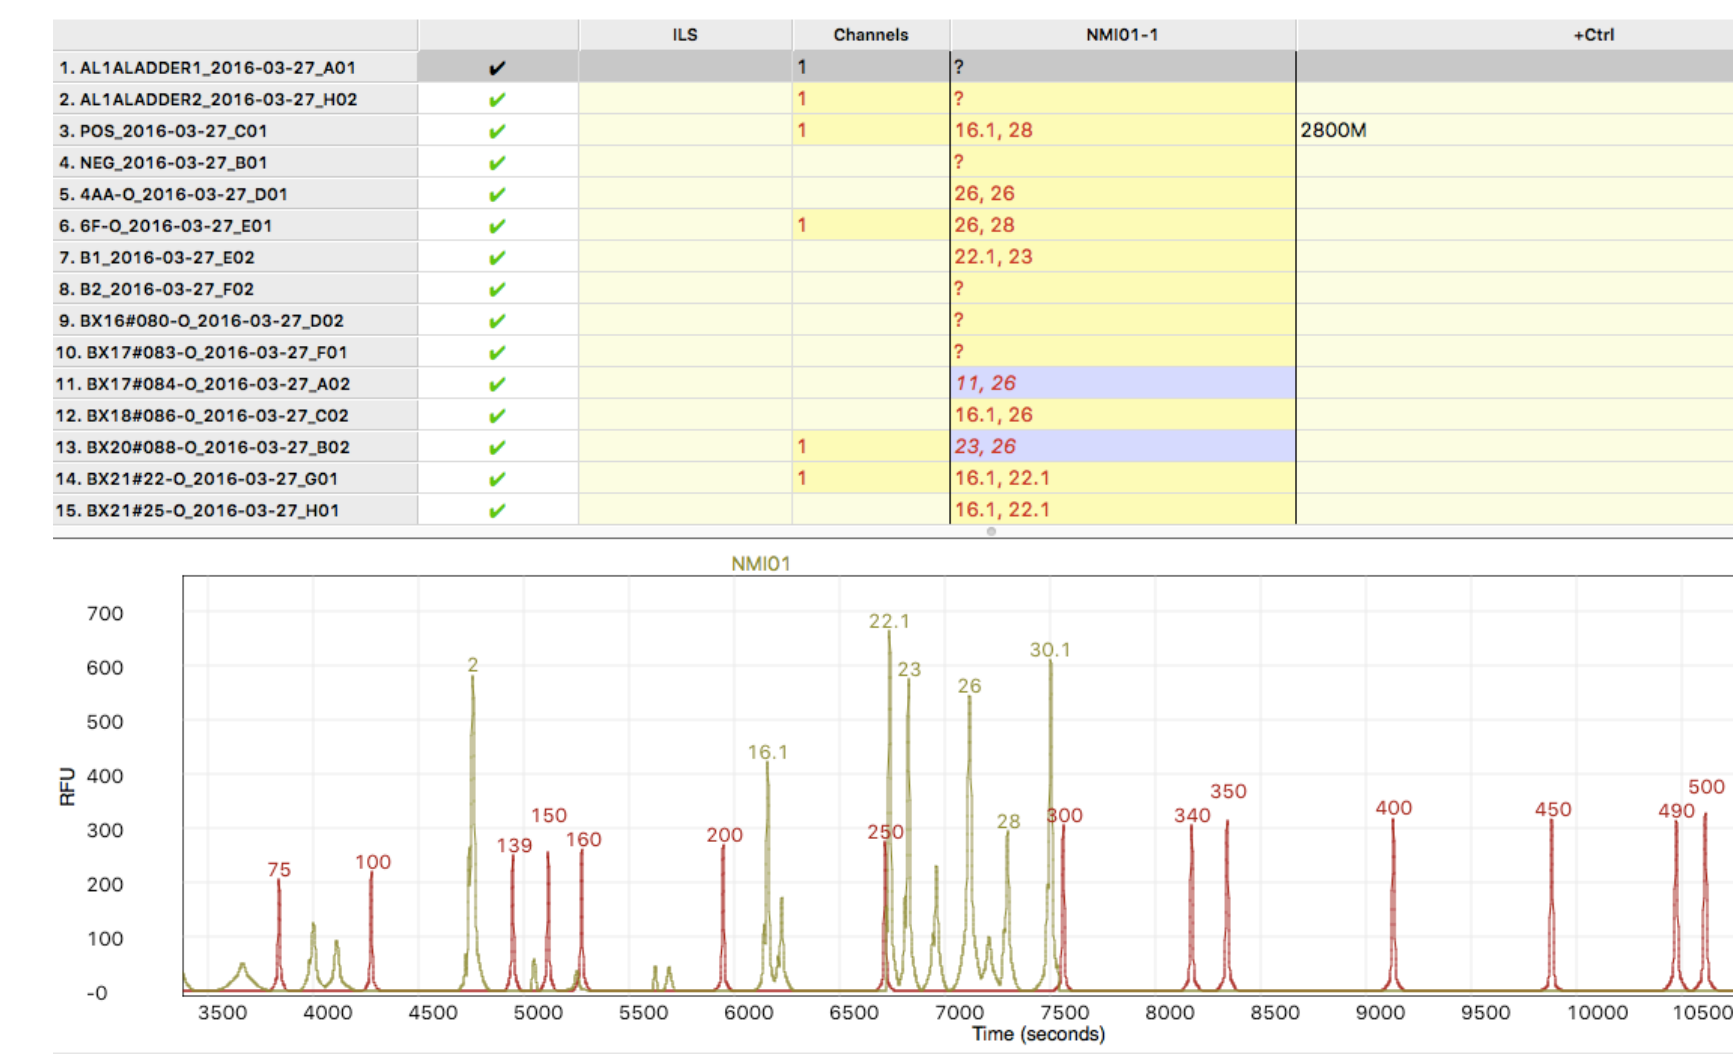 ILS Channels NMI01-1 +Ctrl
1. AL1ALADDER1_2016-03-27_A01 ✔ 1 ?
2. AL1ALADDER2_2016-03-27_H02 ✔ 1 ?
3. POS_2016-03-27_C01 ✔ 1 16.1, 28 2800M
4. NEG_2016-03-27_B01 ✔ ?
5. 4AA-O_2016-03-27_D01 ✔ 26, 26
6. 6F-O_2016-03-27_E01 ✔ 1 26, 28
7. B1_2016-03-27_E02 ✔ 22.1, 23
8. B2_2016-03-27_F02 ✔ ?
9. BX16#080-O_2016-03-27_D02 ✔ ?
10. BX17#083-O_2016-03-27_F01 ✔ ?
11. BX17#084-O_2016-03-27_A02 ✔ 11, 26
12. BX18#086-0_2016-03-27_C02 ✔ 16.1, 26
13. BX20#088-O_2016-03-27_B02 ✔ 1 23, 26
14. BX21#22-O_2016-03-27_G01 ✔ 1 16.1, 22.1
15. BX21#25-O_2016-03-27_H01 ✔ 16.1, 22.1
NMI01
700
600
500
400
300
200
100
-0
RFU
2 16.1 22.1 23 26 28 30.1
75 100 139 150 160 200 250 300 340 350 400 450 490 500
3500 4000 4500 5000 5500 6000 6500 7000 7500 8000 8500 9000 9500 10000 10500
Time (seconds)